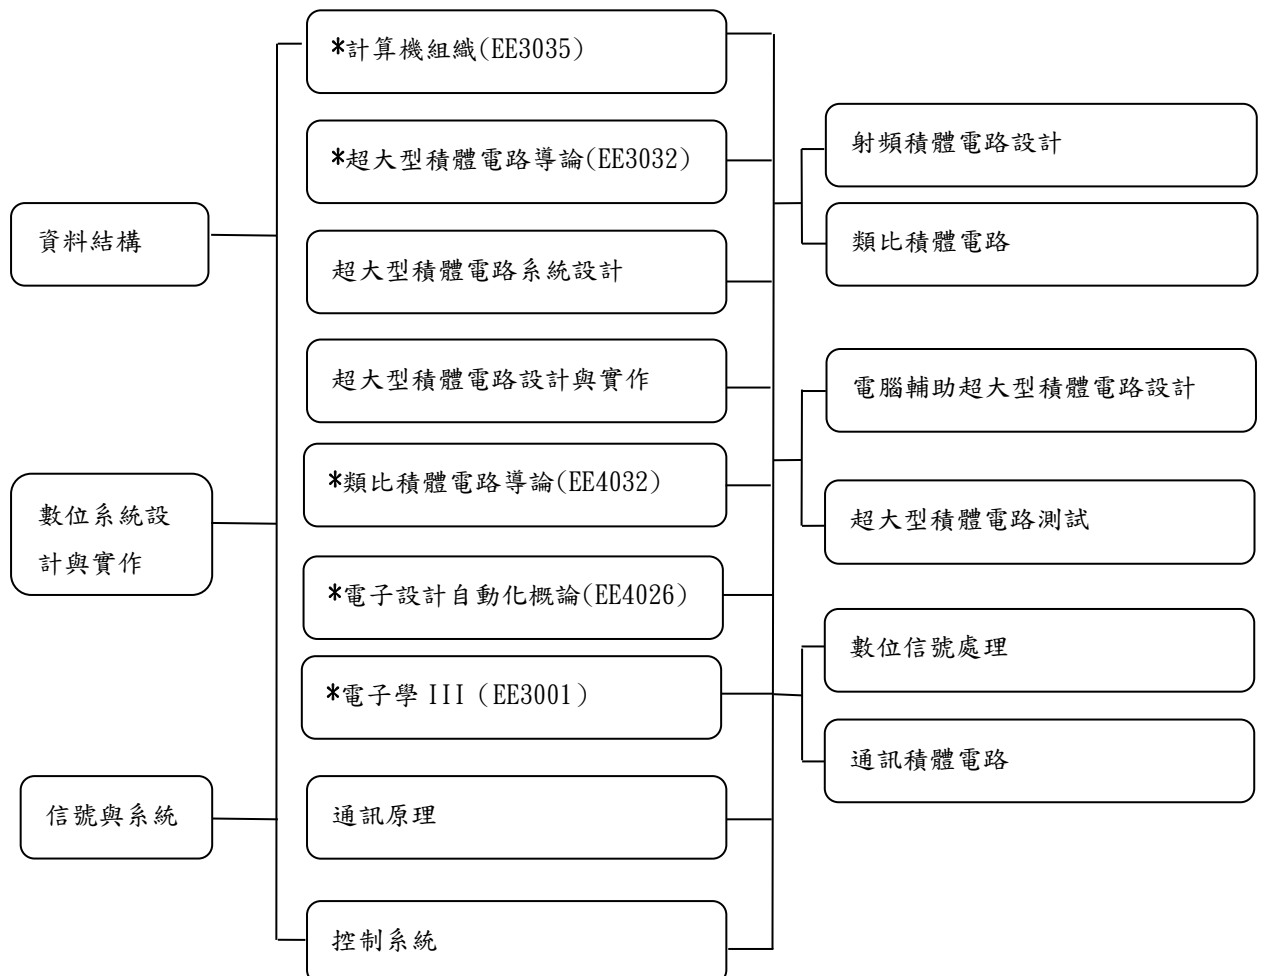 資料結構
數位系統設
計與實作
信號與系統
*計算機組織(EE3035)
*超大型積體電路導論(EE3032)
超大型積體電路系統設計
超大型積體電路設計與實作
*類比積體電路導論(EE4032)
*電子設計自動化概論(EE4026)
*電子學 III (EE3001)
通訊原理
控制系統
射頻積體電路設計
類比積體電路
電腦輔助超大型積體電路設計
超大型積體電路測試
數位信號處理
通訊積體電路